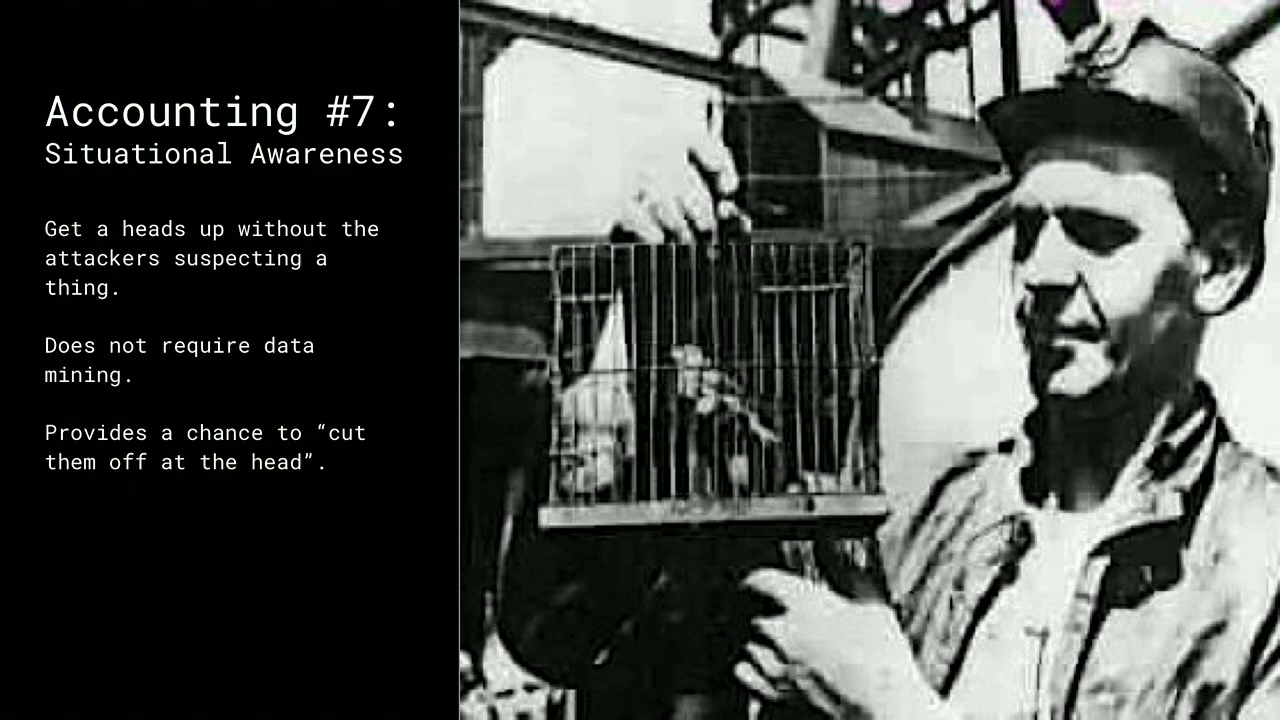 Accounting #7:
Situational Awareness
Get a heads up without the
attackers suspecting a
thing.
Does not require data
mining.
Provides a chance to “cut
them off at the head”.